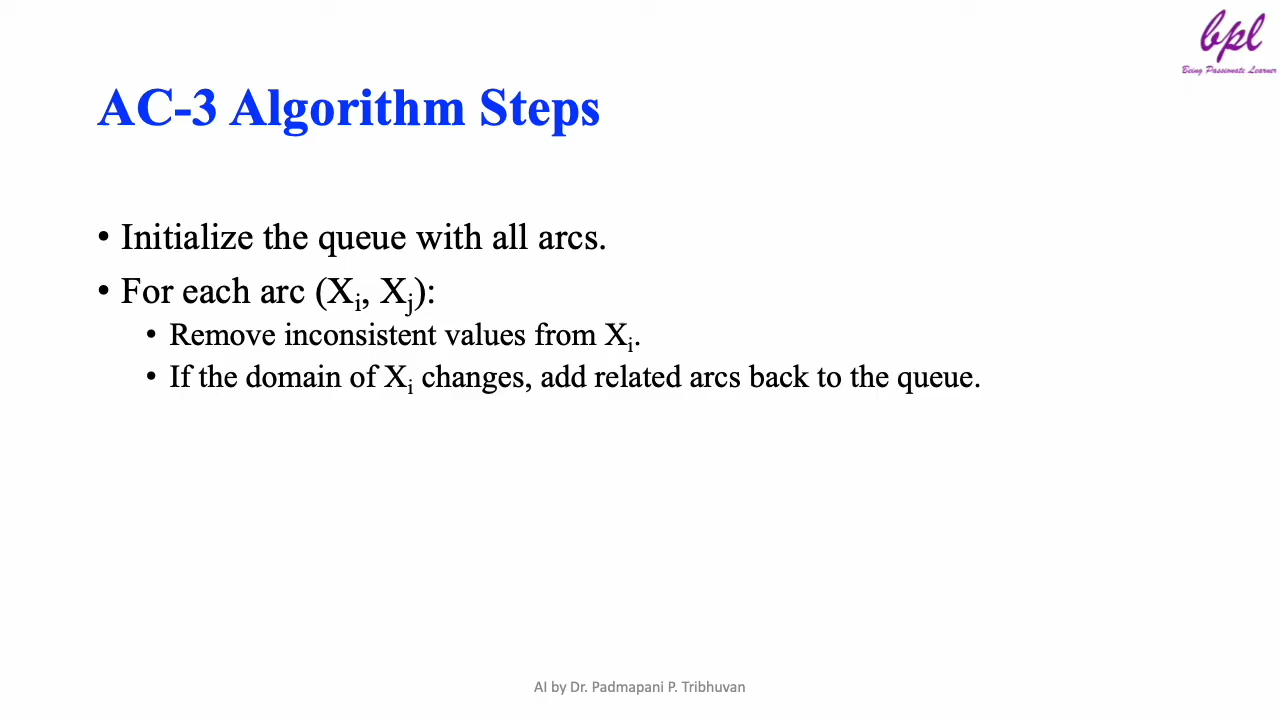 bpl
Being Passionate Learner
AC-3 Algorithm Steps
• Initialize the queue with all arcs.
• For each arc (Xi, Xj):
• Remove inconsistent values from Xi.
• If the domain of Xi changes, add related arcs back to the queue.
AI by Dr. Padmapani P. Tribhuvan